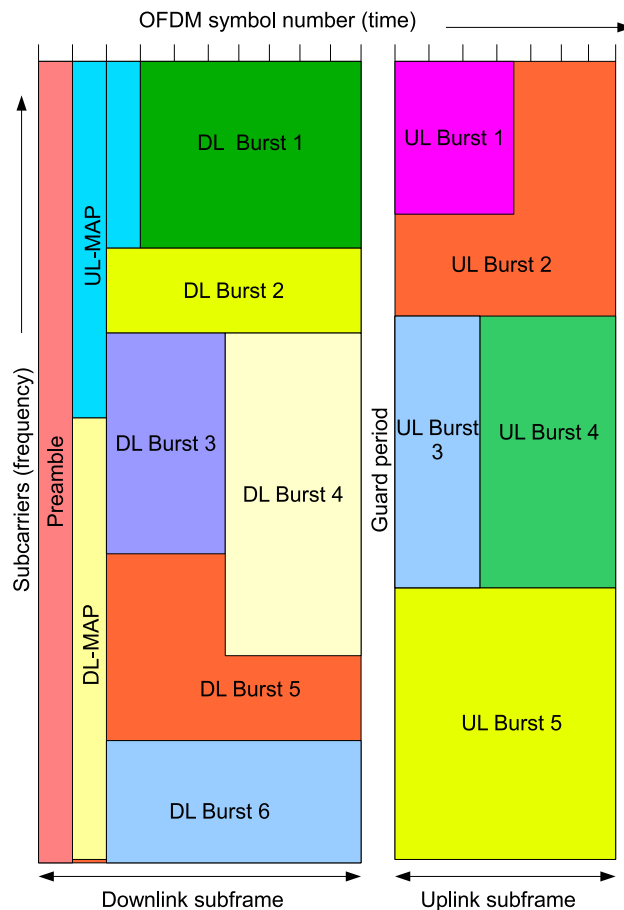 OFDM symbol number (time)
Subcarriers (frequency)
Preamble
UL-MAP
DL-MAP
DL Burst 1
DL Burst 2
DL Burst 3
DL Burst 4
DL Burst 5
DL Burst 6
Guard period
UL Burst 1
UL Burst 2
UL Burst
3
UL Burst 4
UL Burst 5
Downlink subframe
Uplink subframe